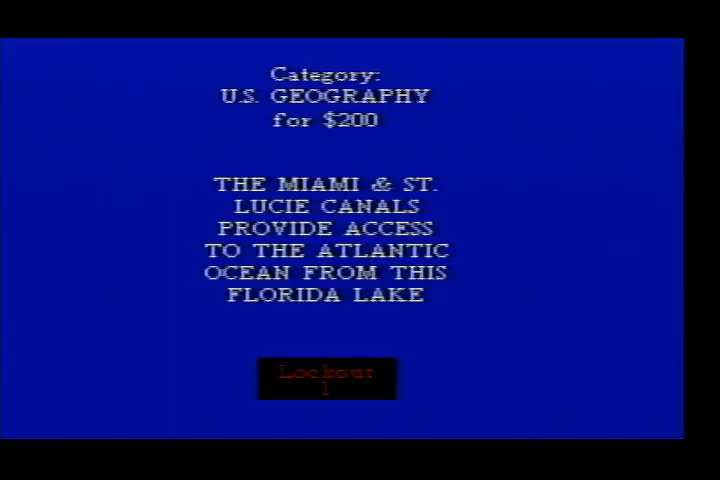 Category:
U.S. GEOGRAPHY
for $200
THE MIAMI & ST.
LUCIE CANALS
PROVIDE ACCESS
TO THE ATLANTIC
OCEAN FROM THIS
FLORIDA LAKE
Lockout
1